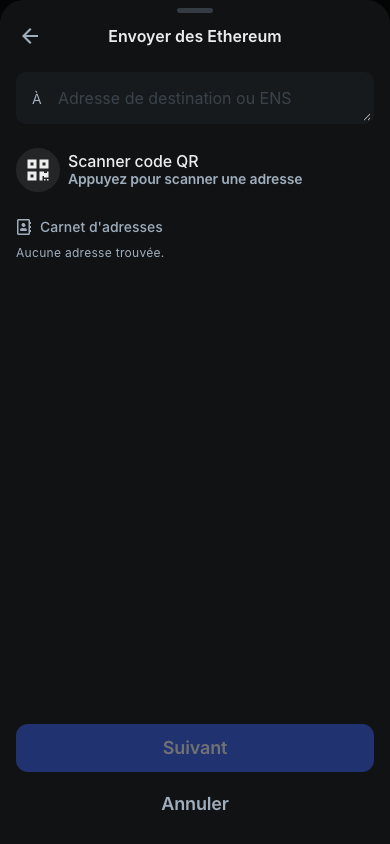 Envoyer des Ethereum
À Adresse de destination ou ENS
Scanner code QR
Appuyez pour scanner une adresse
Carnet d'adresses
Aucune adresse trouvée.
Suivant
Annuler